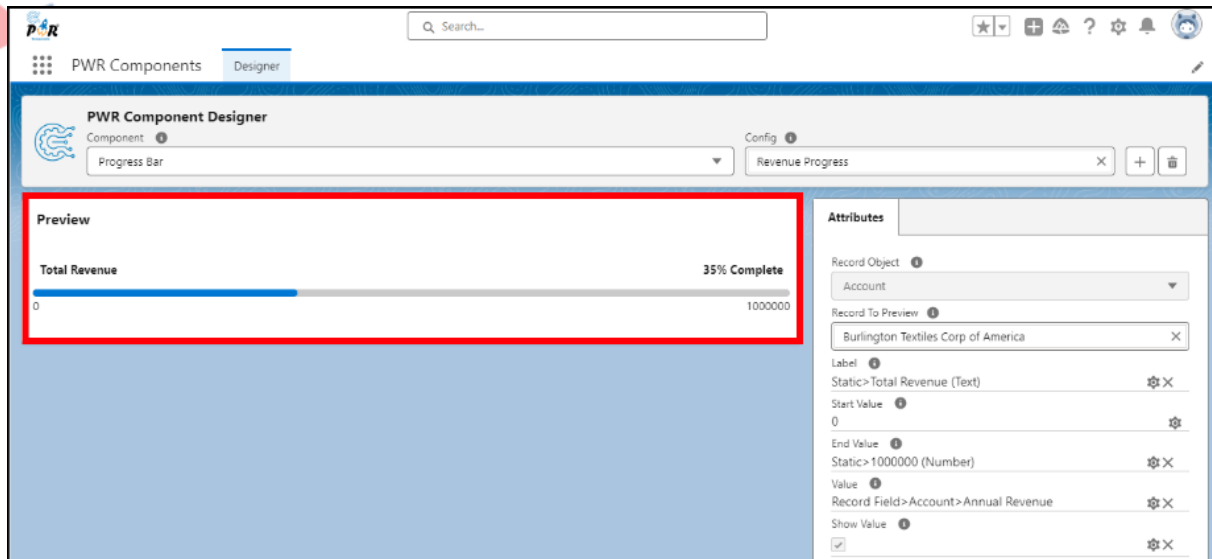 PWR
Search...
PWR Components
Designer
PWR Component Designer
Component
Config
Progress Bar
Revenue Progress
Preview
Total Revenue
35% Complete
0
1000000
Attributes
Record Object
Account
Record To Preview
Burlington Textiles Corp of America
Label
Static>Total Revenue (Text)
Start Value
0
End Value
Static>1000000 (Number)
Value
Record Field>Account>Annual Revenue
Show Value